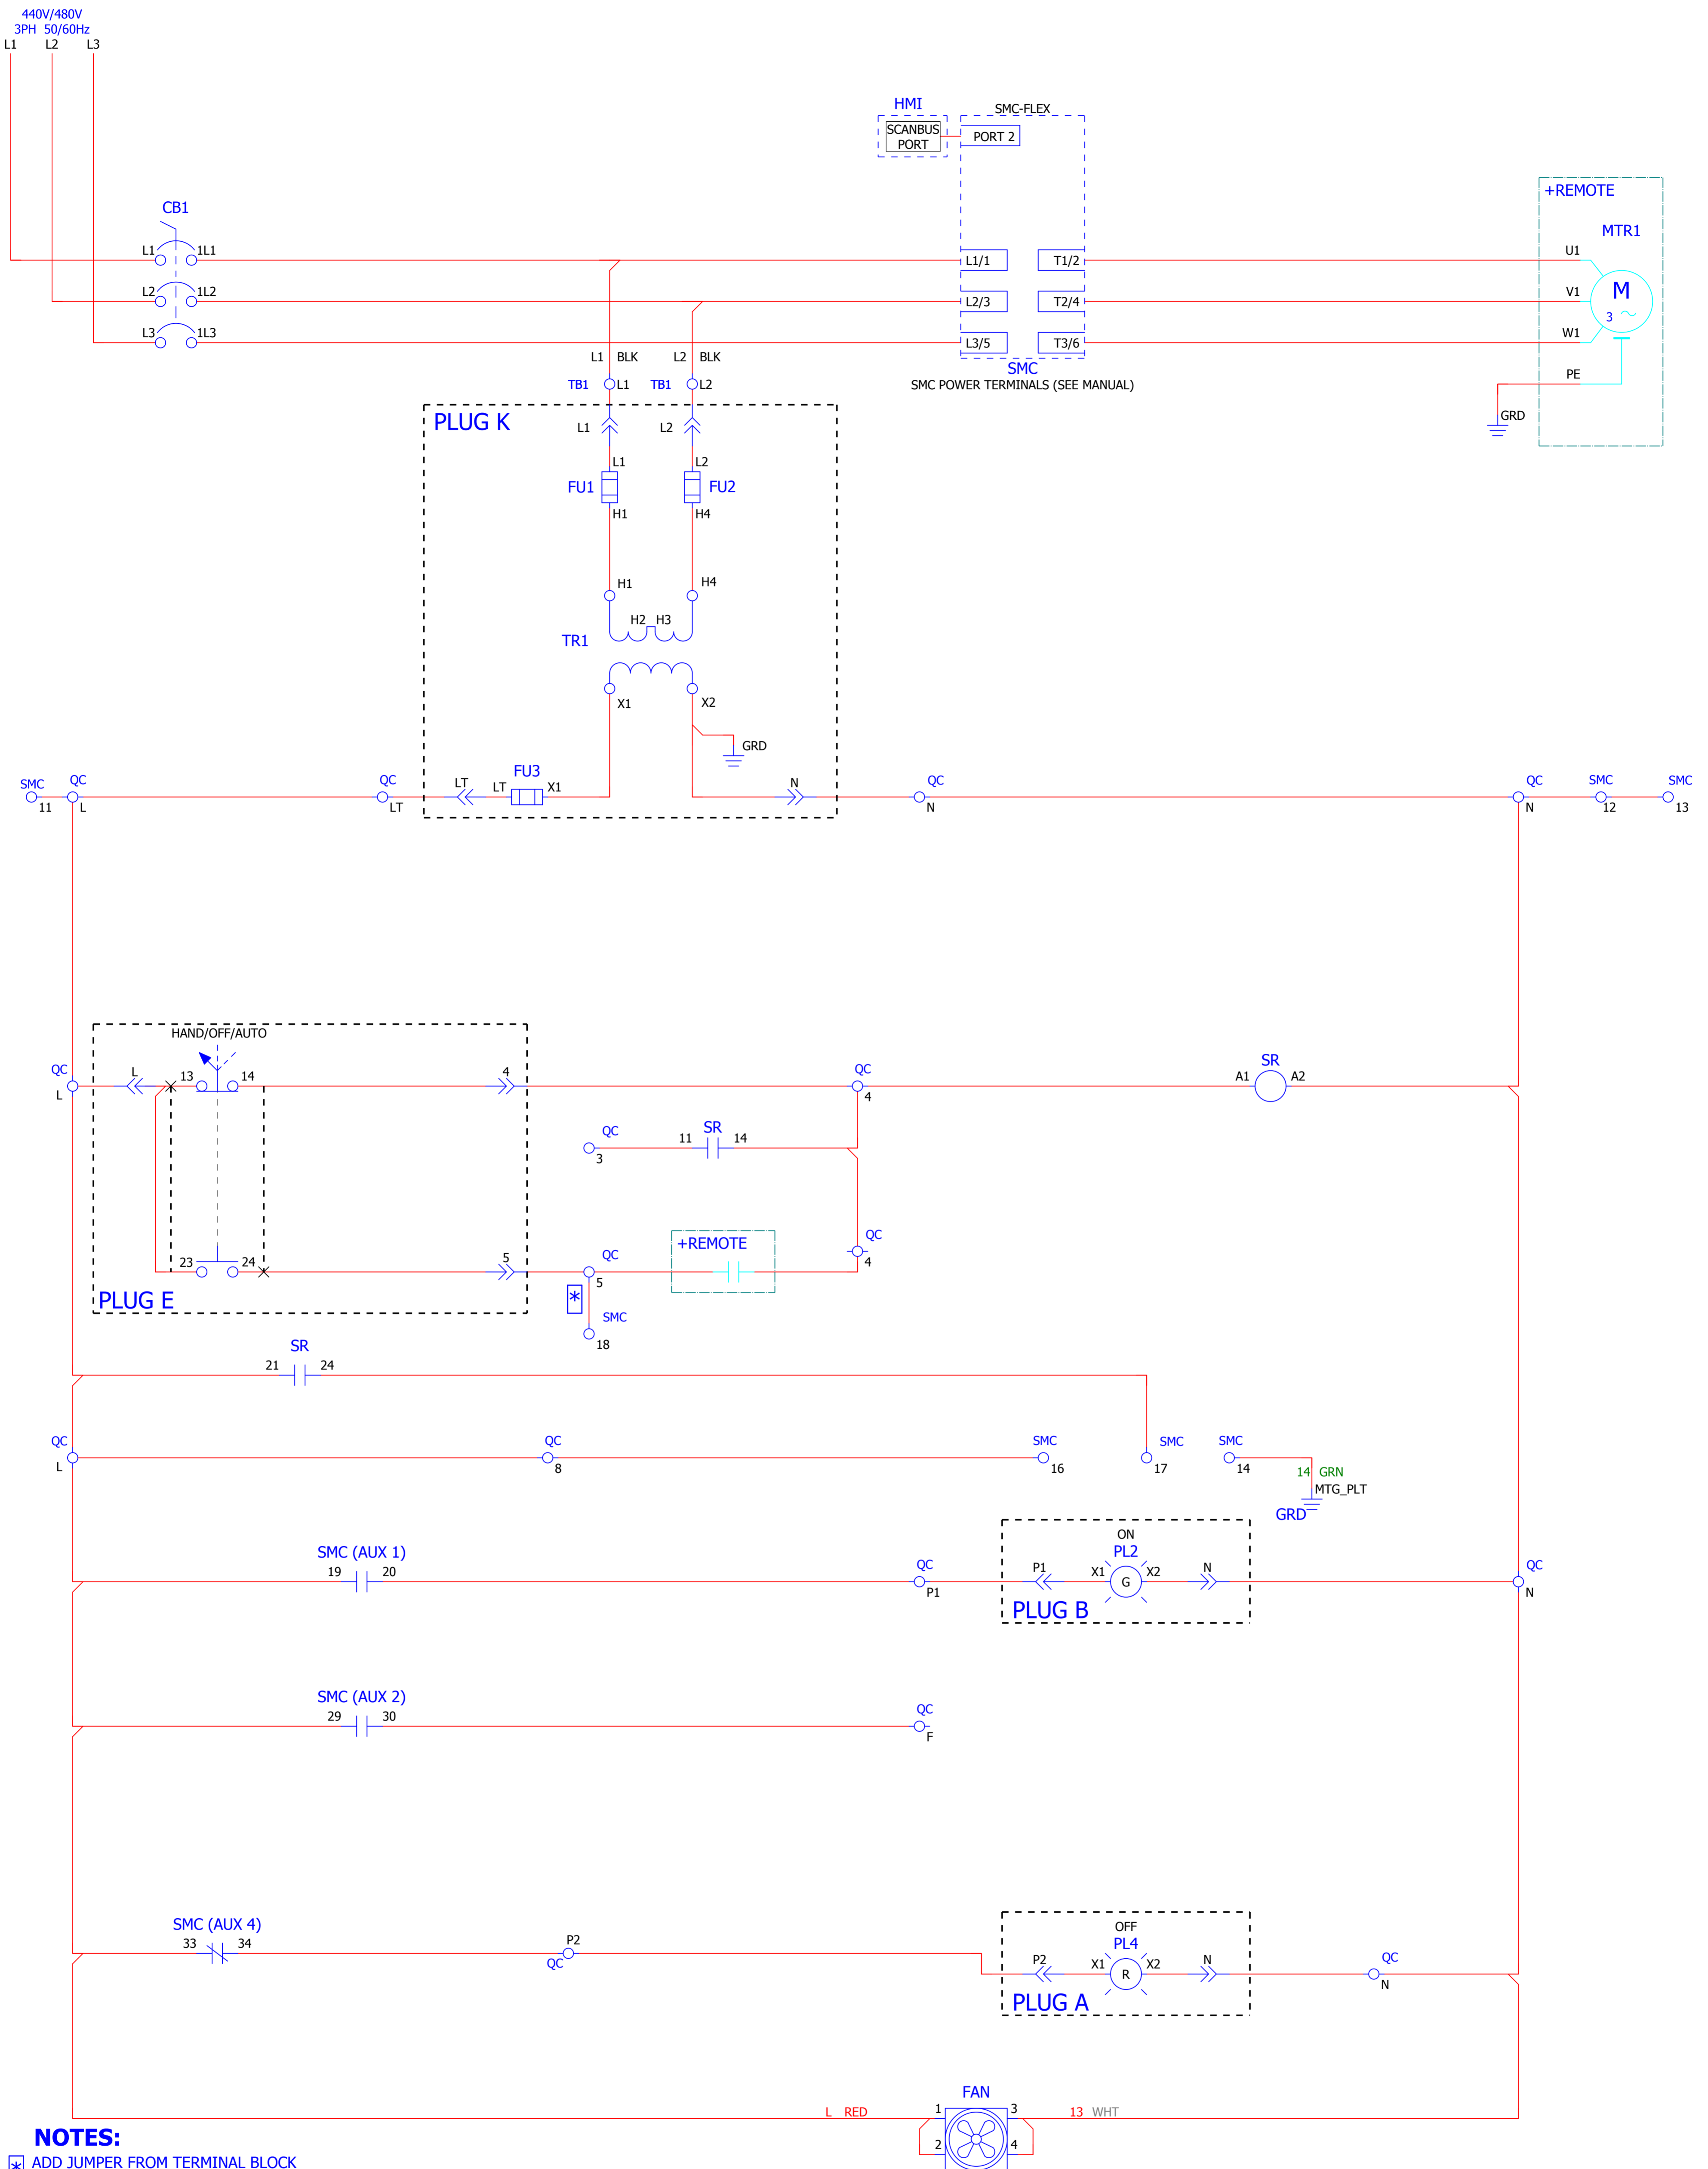 440V/480V
3PH 50/60Hz
L1 L2 L3
HMI
SCANBUS
PORT
SMC-FLEX
PORT 2
+REMOTE
MTR1
CB1
L1 1L1
L1/1 T1/2
U1
L2 1L2
L2/3 T2/4
V1
M
3
L3 1L3
L3/5 T3/6
W1
SMC
SMC POWER TERMINALS (SEE MANUAL)
PE
GRD
L1 BLK L2 BLK
TB1 L1 TB1 L2
PLUG K
L1 L2
L1 L2
FU1 FU2
H1 H4
H1 H4
H2 H3
TR1
X1 X2
GRD
SMC QC QC
11 L LT
LT LT FU3 X1
N QC
N
QC SMC SMC
N 12 13
HAND/OFF/AUTO
QC
L
L 13 14 4
QC
4
SR
A1 A2
QC
3
SR
11 14
QC
4
+REMOTE
23 24 5
QC
5
PLUG E
*
SMC
18
SR
21 24
QC
L
QC
8
SMC
16
SMC
17
SMC
14
14 GRN
MTG_PLT
GRD
SMC (AUX 1)
19 20
QC
P1
ON
PL2
P1 X1 G X2 N
PLUG B
QC
N
SMC (AUX 2)
29 30
QC
F
SMC (AUX 4)
33 34
P2
QC
OFF
PL4
P2 X1 R X2 N
PLUG A
QC
N
FAN
L RED 1 3 13 WHT
2 4
NOTES:
* ADD JUMPER FROM TERMINAL BLOCK